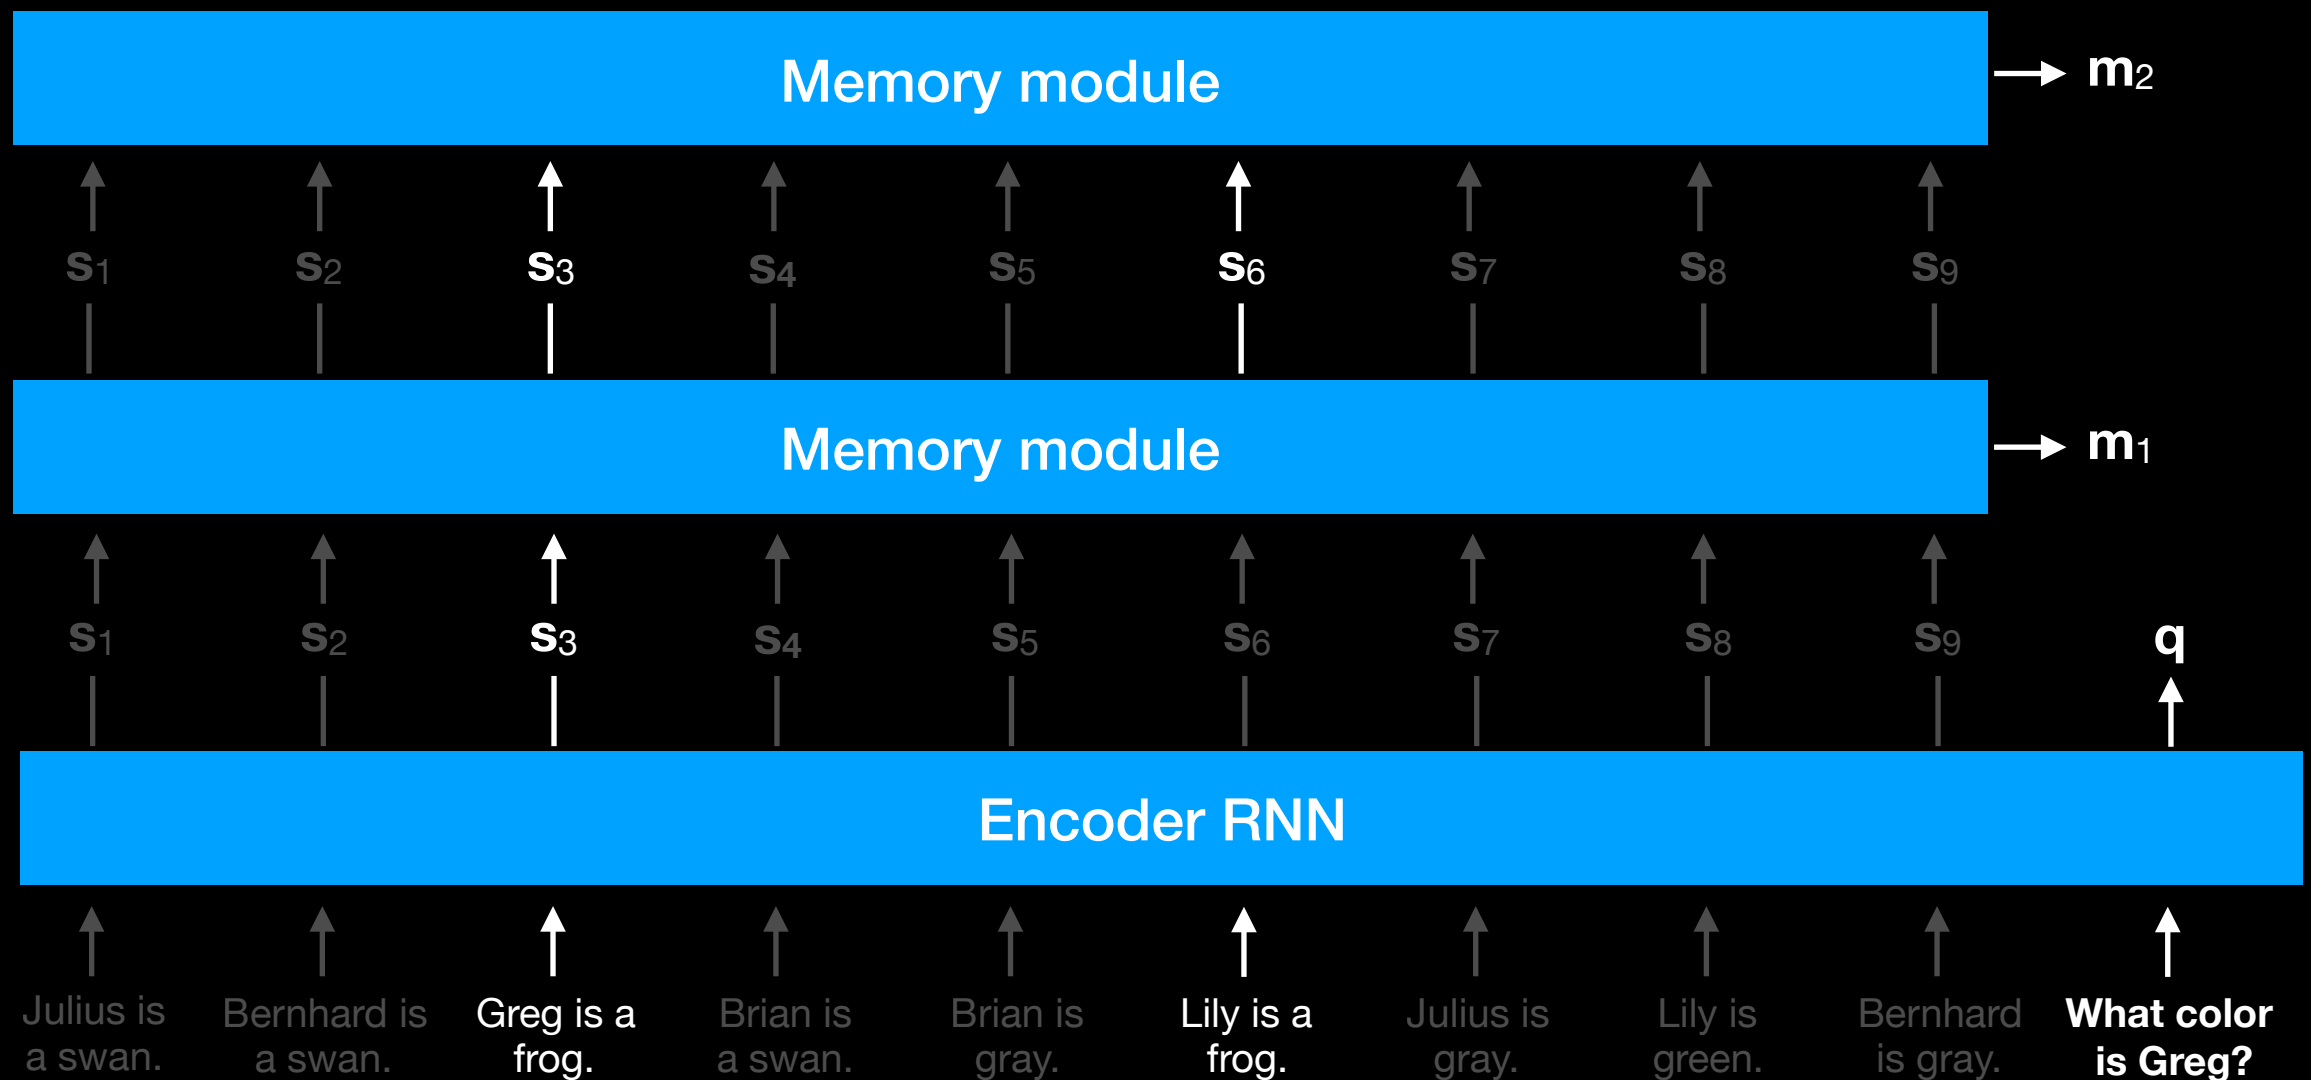 Memory module
m2
s1 s2 s3 s4 s5 s6 s7 s8 s9
Memory module
m1
s1 s2 s3 s4 s5 s6 s7 s8 s9 q
Encoder RNN
Julius is
a swan.
Bernhard is
a swan.
Greg is a
frog.
Brian is
a swan.
Brian is
gray.
Lily is a
frog.
Julius is
gray.
Lily is
green.
Bernhard
is gray.
What color
is Greg?